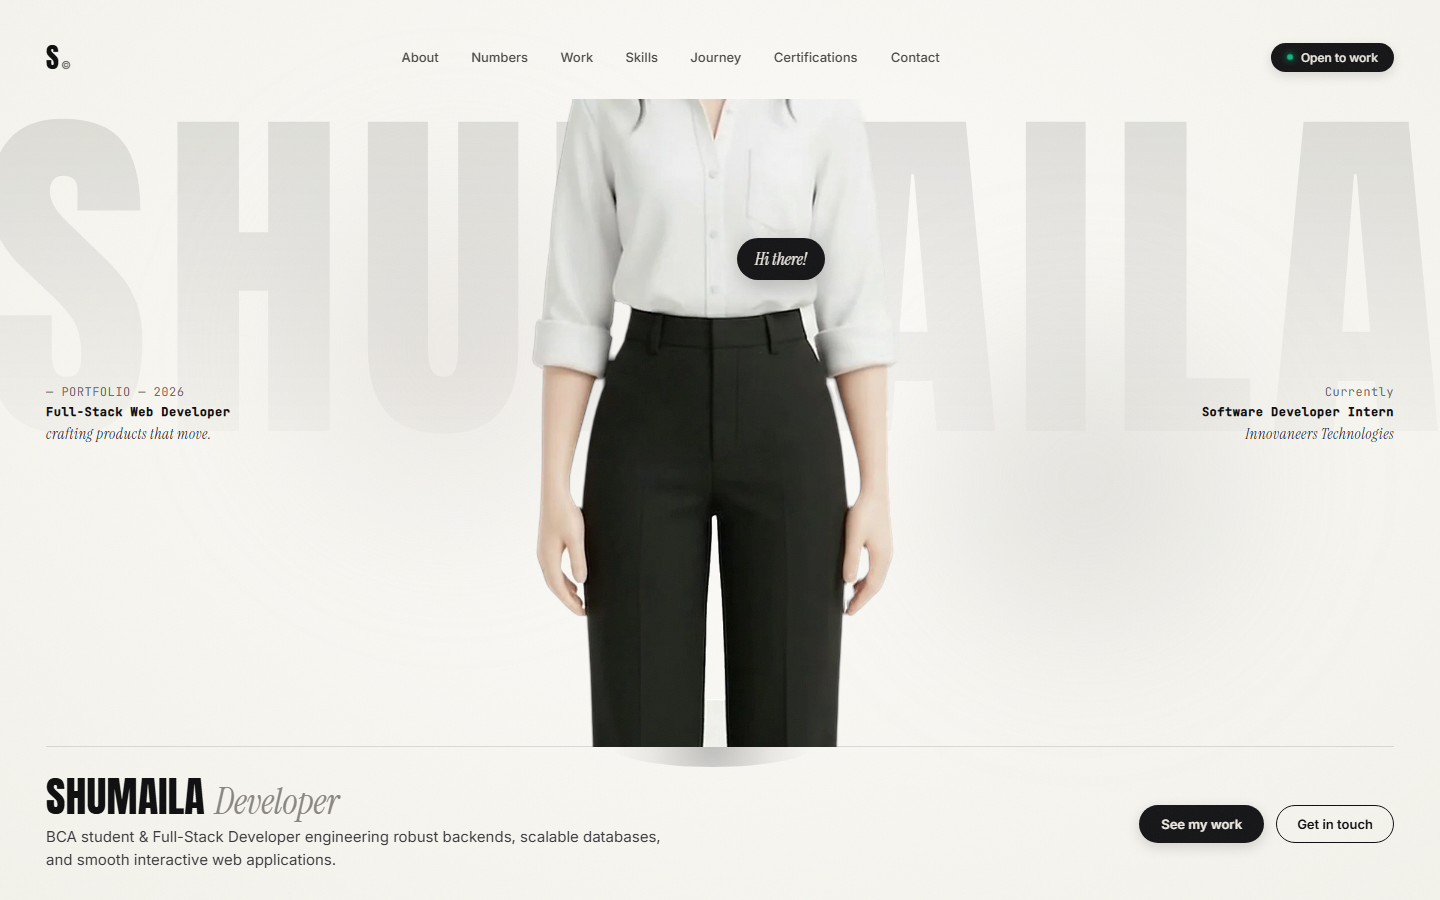 S ©
About
Numbers
Work
Skills
Journey
Certifications
Contact
Open to work
SHU AILA
Hi there!
— PORTFOLIO — 2026
Full-Stack Web Developer
crafting products that move.
Currently
Software Developer Intern
Innovaneers Technologies
SHUMAILA Developer
BCA student & Full-Stack Developer engineering robust backends, scalable databases,
and smooth interactive web applications.
See my work
Get in touch